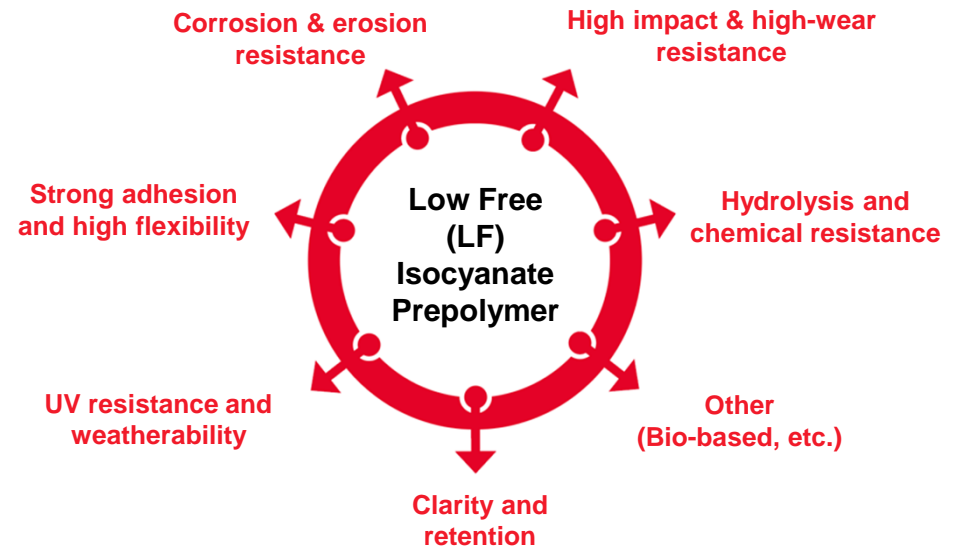 Corrosion & erosion
resistance
High impact & high-wear
resistance
Strong adhesion
and high flexibility
Low Free
(LF)
Isocyanate
Prepolymer
Hydrolysis and
chemical resistance
UV resistance and
weatherability
Other
(Bio-based, etc.)
Clarity and
retention